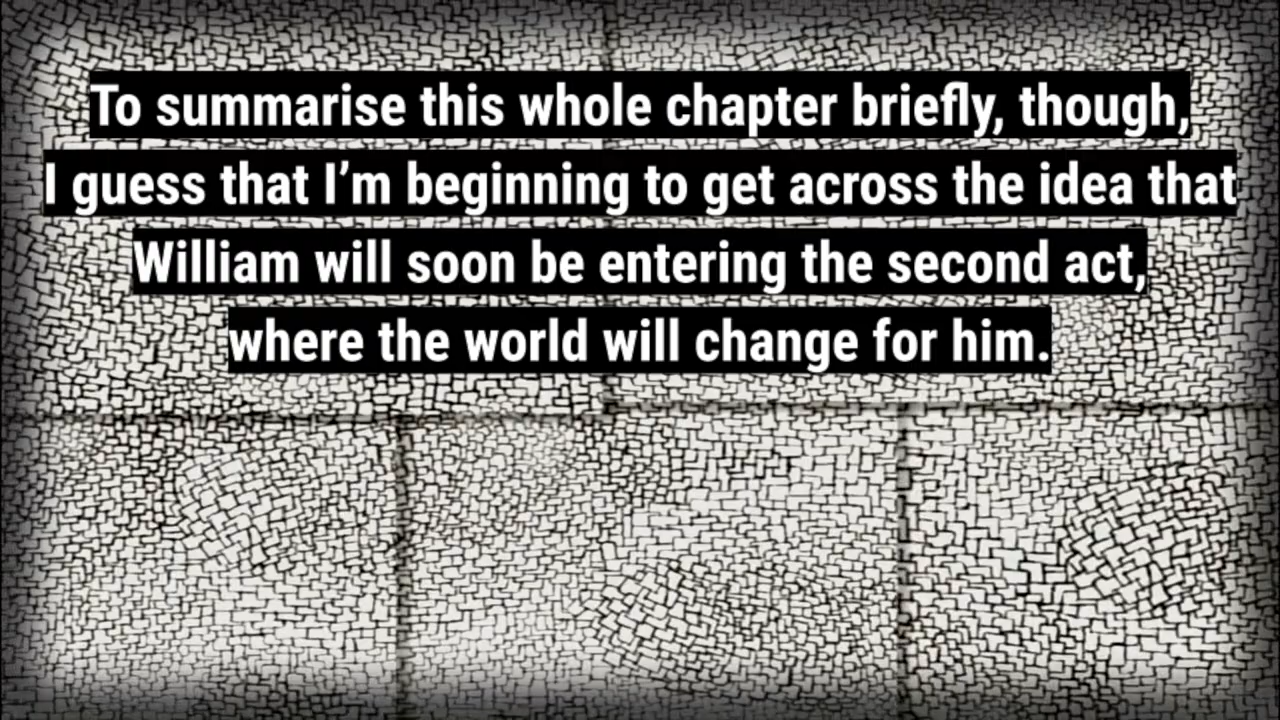 To summarise this whole chapter briefly, though,
I guess that I’m beginning to get across the idea that
William will soon be entering the second act,
where the world will change for him.